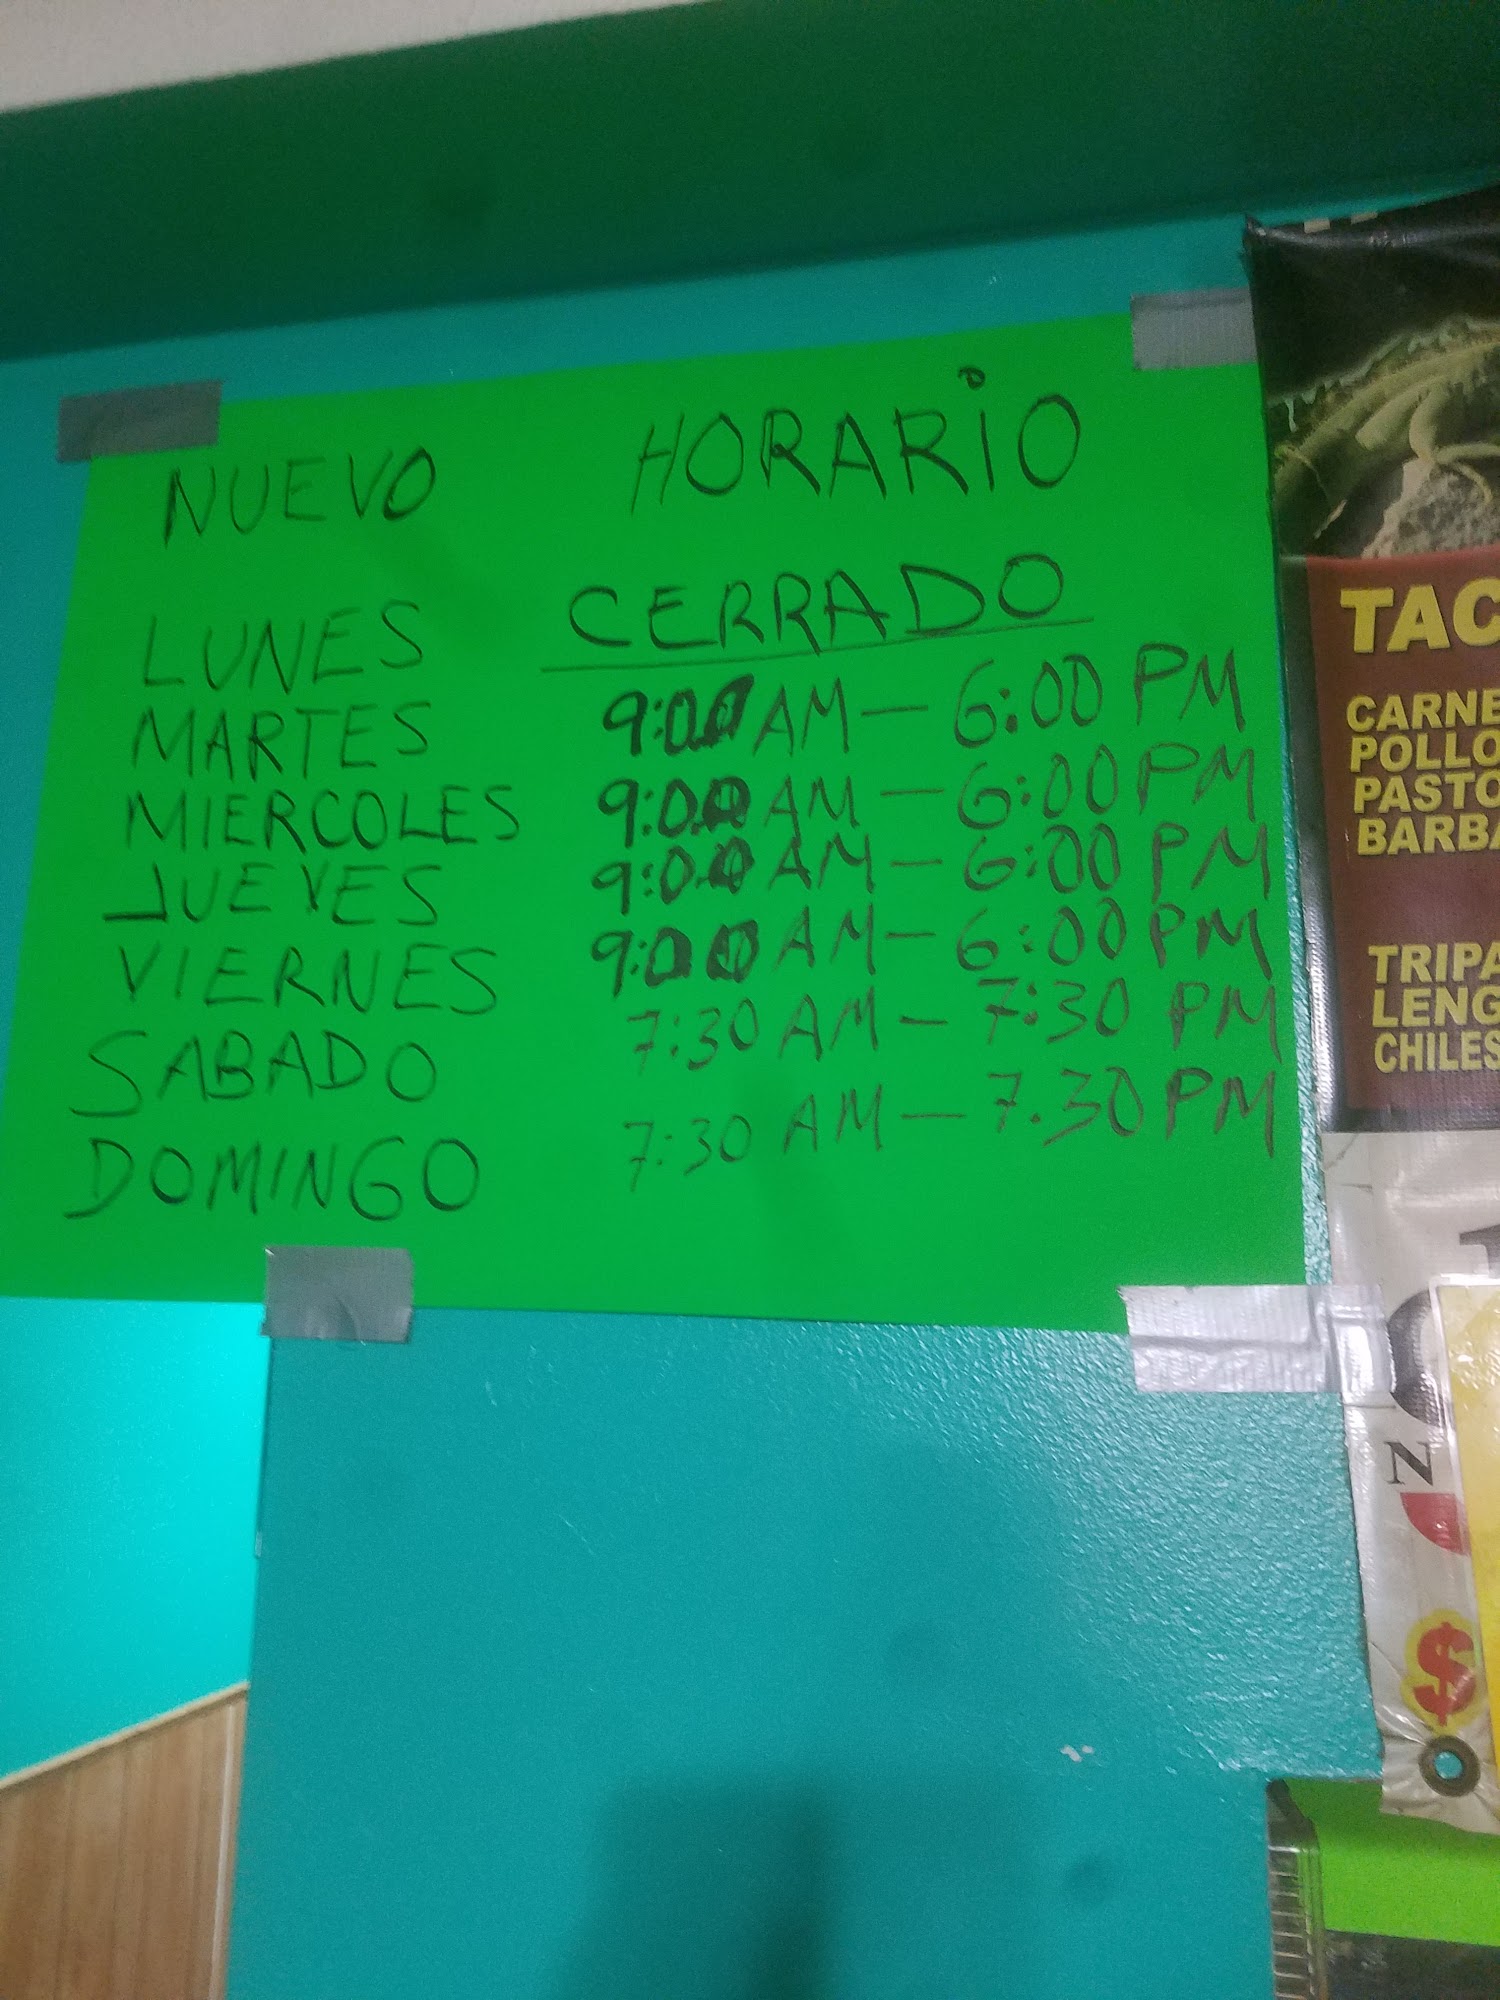 NUEVO HORARIO
LUNES CERRADO
MARTES 9:00 AM — 6:00 PM
MIERCOLES 9:00 AM — 6:00 PM
JUEVES 9:00 AM — 6:00 PM
VIERNES 9:00 AM — 6:00 PM
SABADO 7:30 AM — 7:30 PM
DOMINGO 7:30 AM — 7.30 PM
TAC
CARNE
POLLO
PASTO
BARBA
TRIPA
LENG
CHILES
N
$